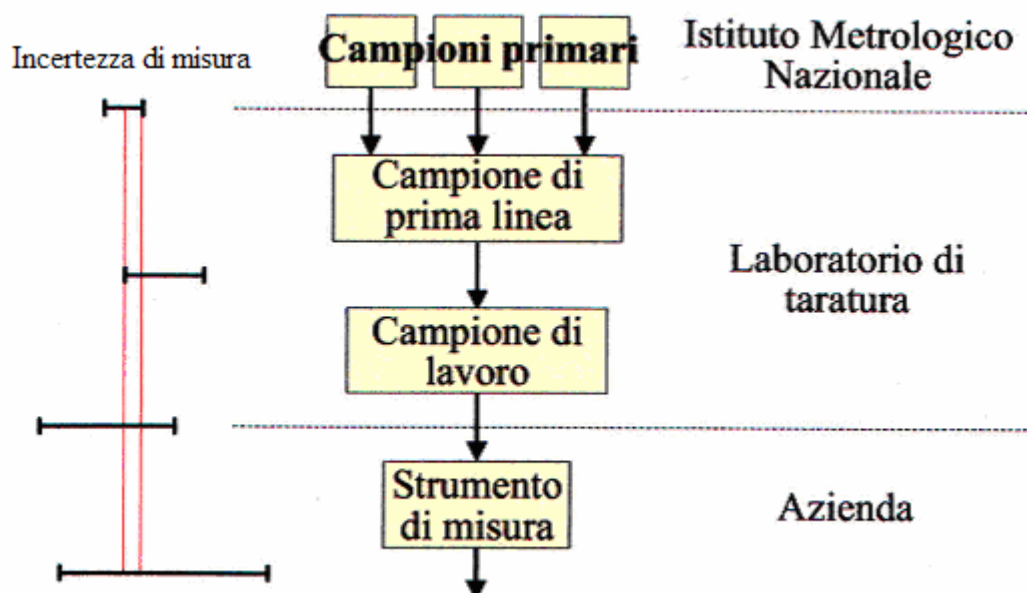 Incertezza di misura
Campioni primari
Istituto Metrologico
Nazionale
Campione di
prima linea
Laboratorio di
taratura
Campione di
lavoro
Strumento
di misura
Azienda